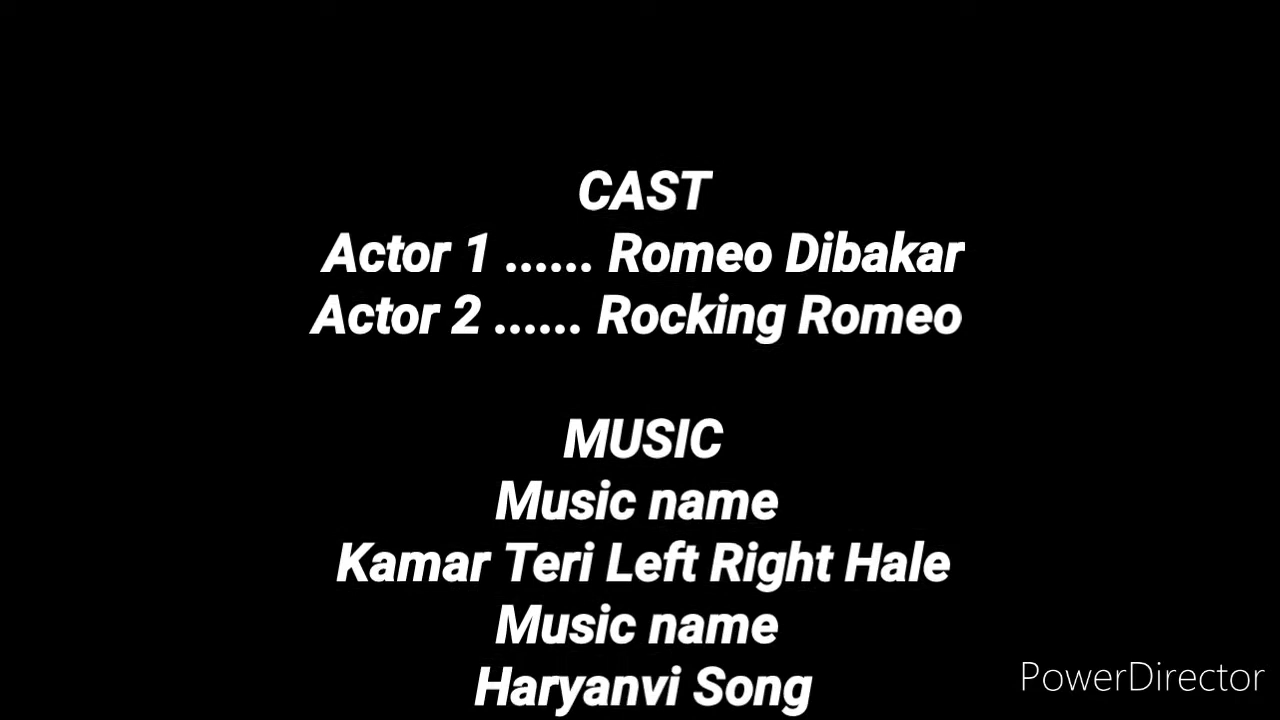 CAST
Actor 1 ...... Romeo Dibakar
Actor 2 ...... Rocking Romeo
MUSIC
Music name
Kamar Teri Left Right Hale
Music name
Haryanvi Song
PowerDirector